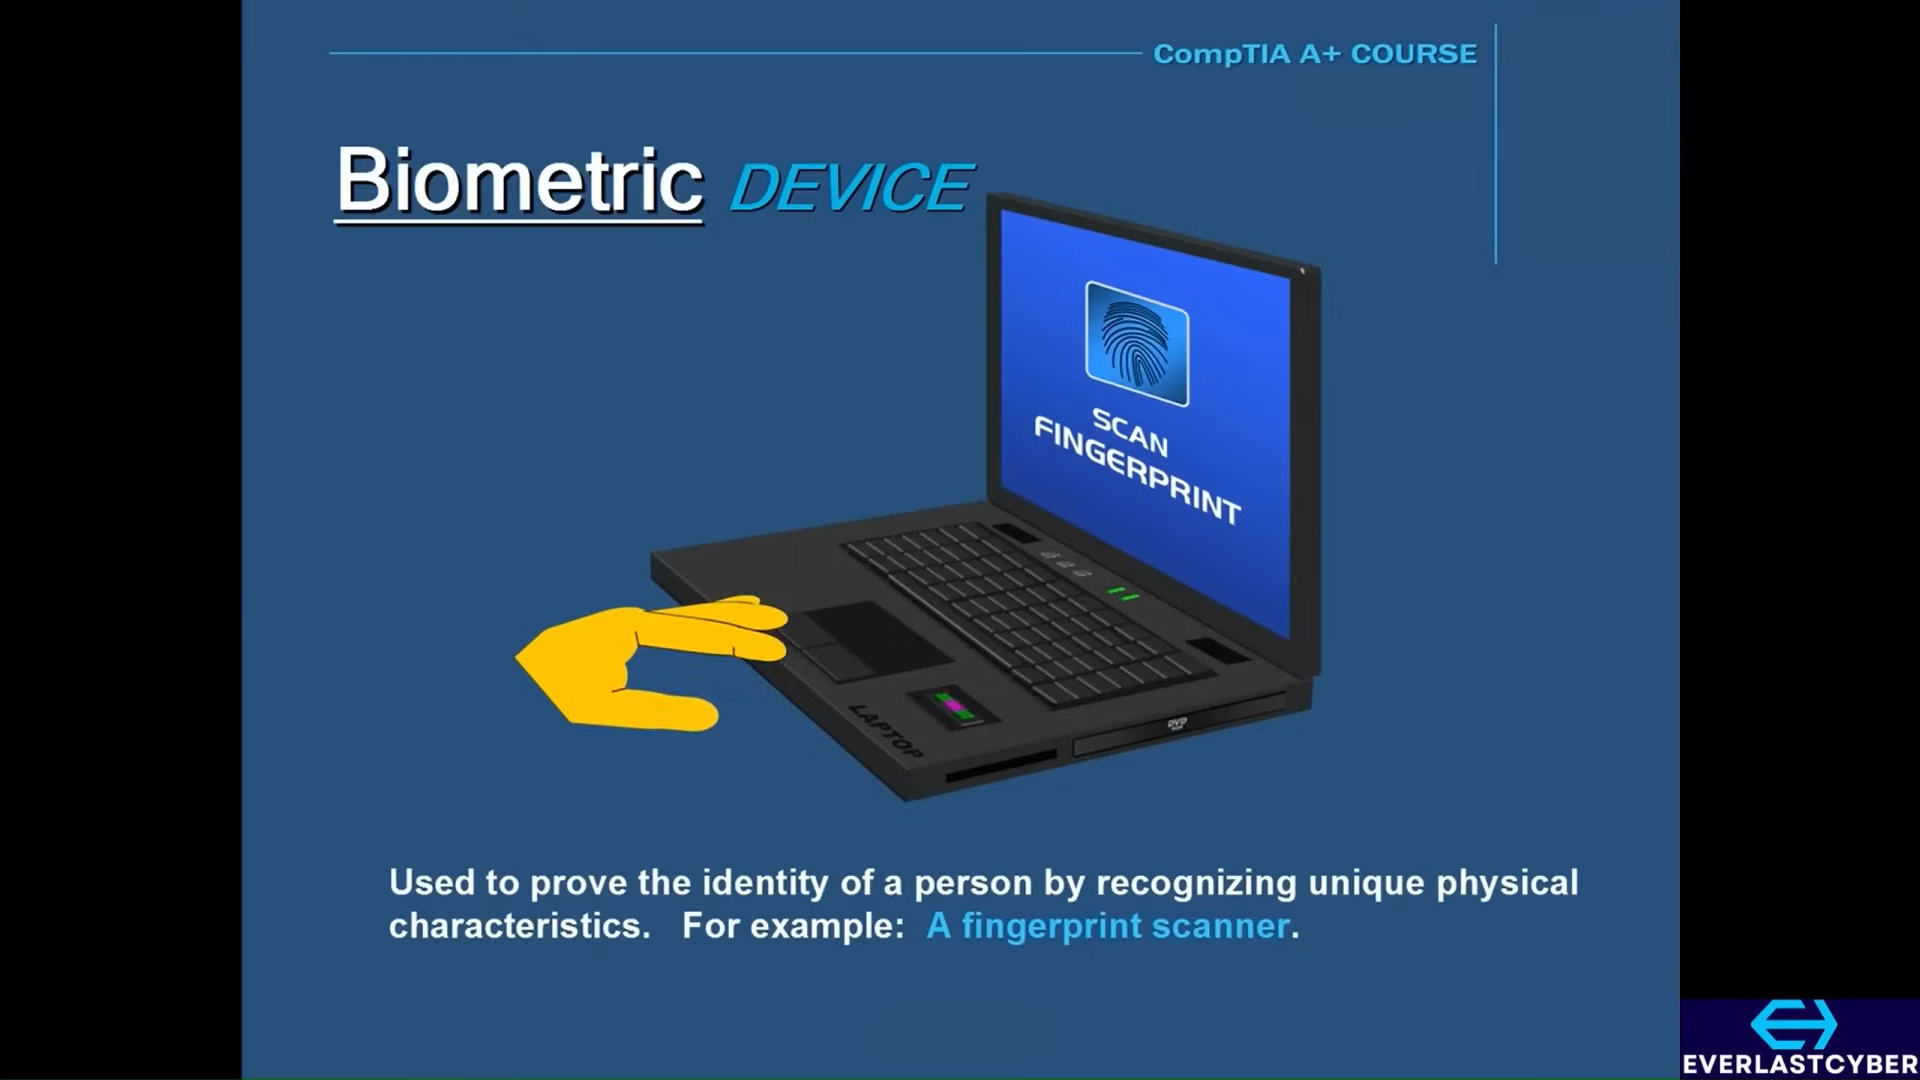 CompTIA A+ COURSE
Biometric DEVICE
SCAN
FINGERPRINT
LAPTOP
DVD
Used to prove the identity of a person by recognizing unique physical
characteristics. For example: A fingerprint scanner.
EVERLASTCYBER